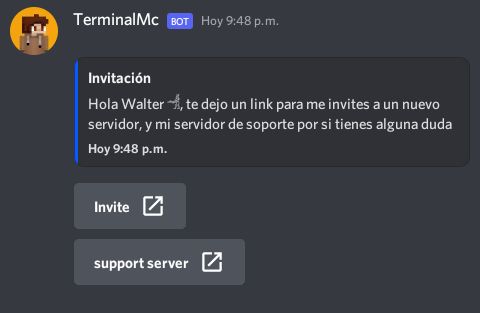 TerminalMc BOT Hoy 9:48 p.m.
Invitación
Hola Walter 𒐫, te dejo un link para me invites a un nuevo
servidor, y mi servidor de soporte por si tienes alguna duda
Hoy 9:48 p.m.
Invite
support server